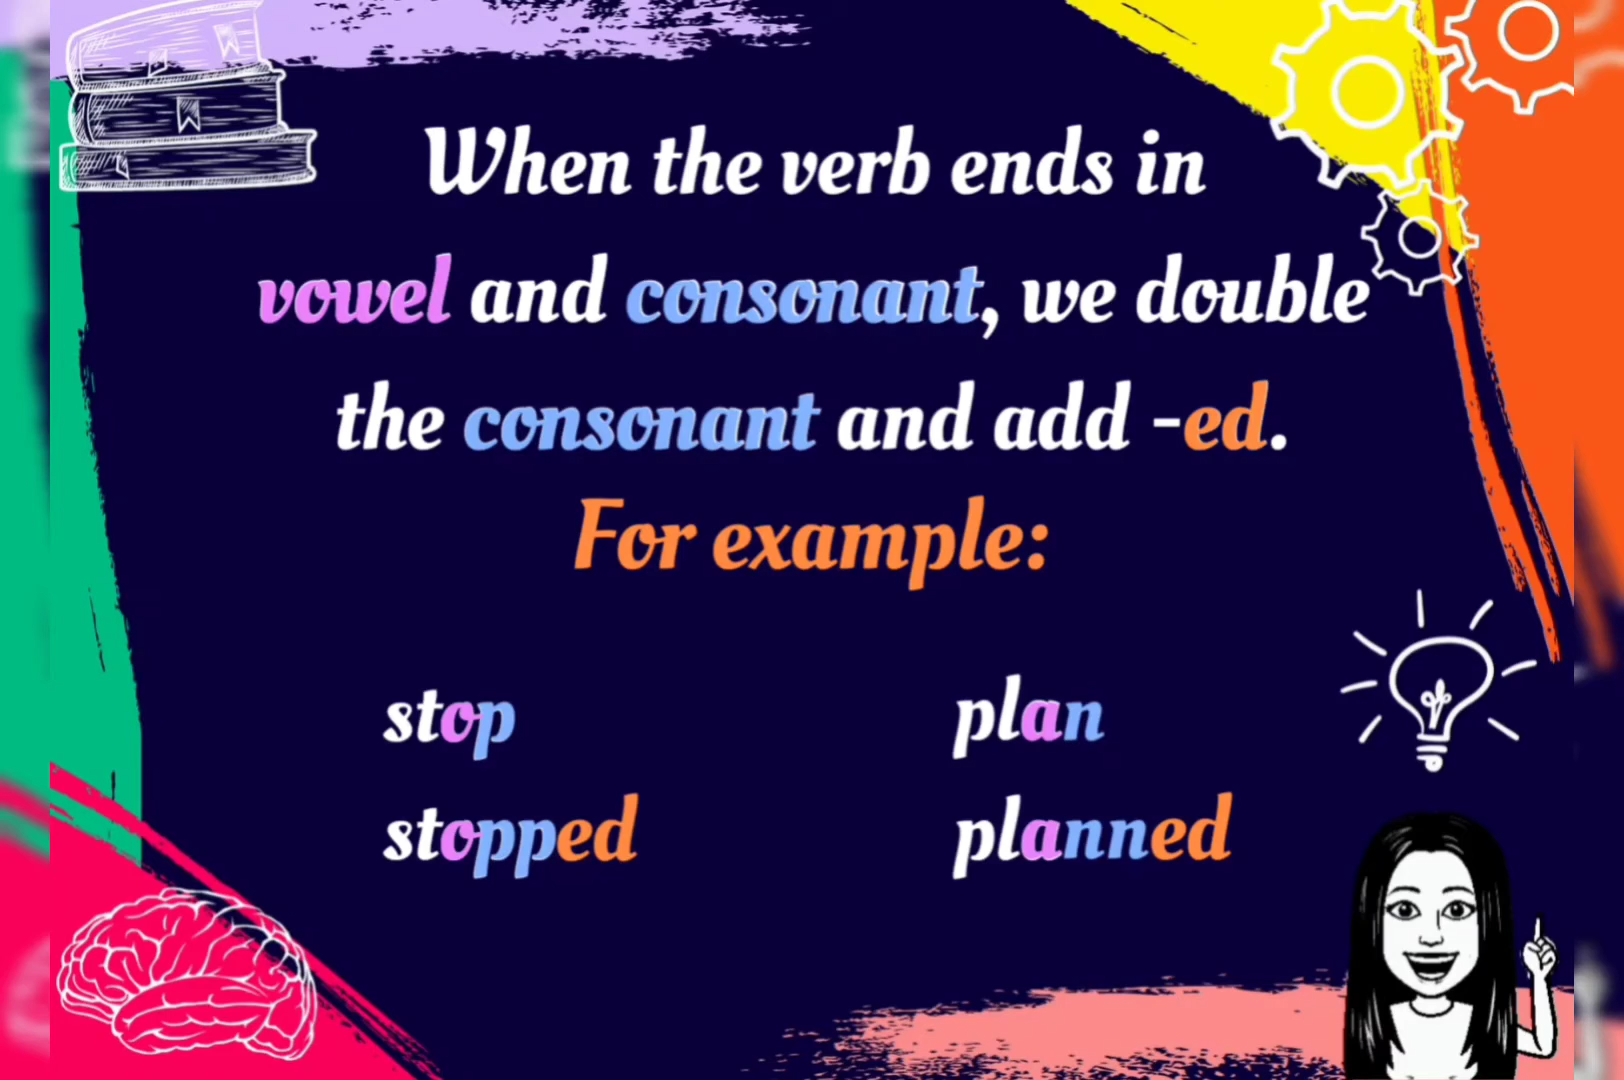 When the verb ends in
vowel and consonant, we double
the consonant and add -ed.
For example:
stop
plan
stopped
planned